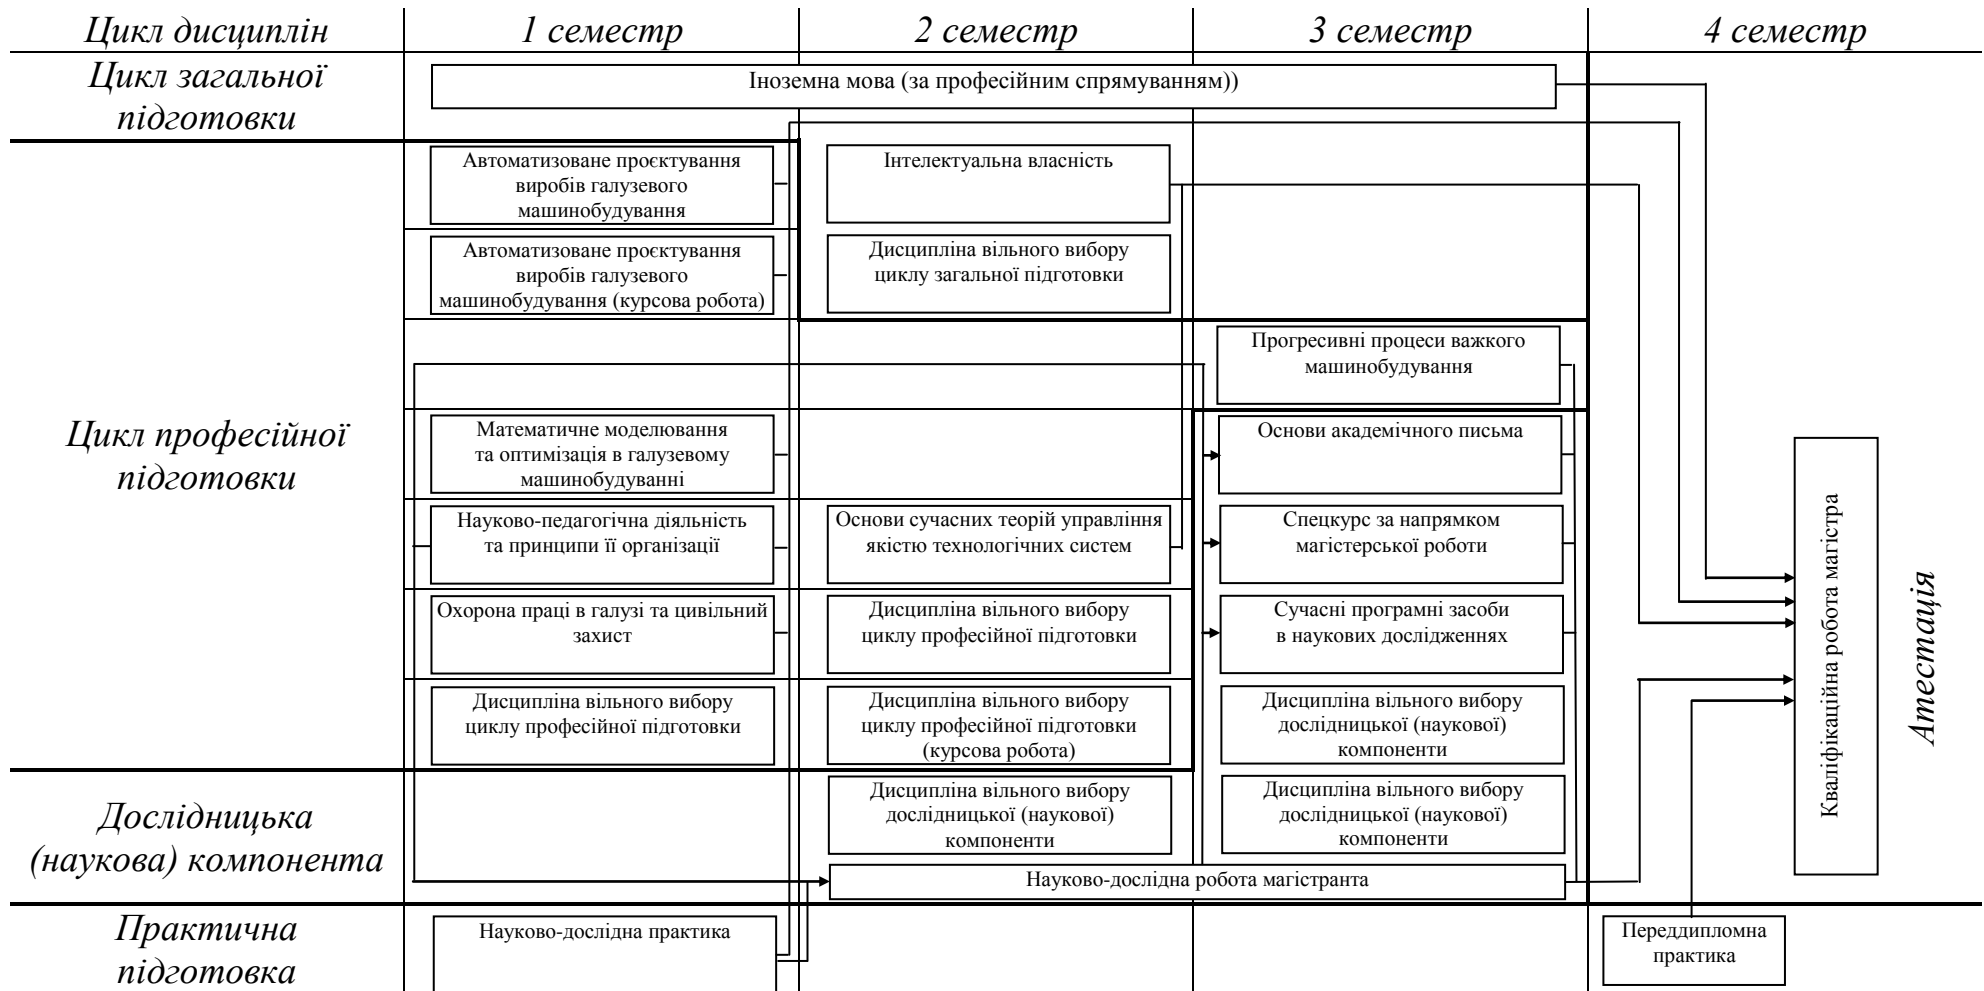 Цикл дисциплін
1 семестр
2 семестр
3 семестр
4 семестр
Цикл загальної
підготовки
Іноземна мова (за професійним спрямуванням))
Автоматизоване проєктування
виробів галузевого
машинобудування
Інтелектуальна власність
Автоматизоване проєктування
виробів галузевого
машинобудування (курсова робота)
Дисципліна вільного вибору
циклу загальної підготовки
Цикл професійної
підготовки
Прогресивні процеси важкого
машинобудування
Математичне моделювання
та оптимізація в галузевому
машинобудуванні
Основи академічного письма
Науково-педагогічна діяльність
та принципи її організації
Основи сучасних теорій управління
якістю технологічних систем
Спецкурс за напрямком
магістерської роботи
Охорона праці в галузі та цивільний
захист
Дисципліна вільного вибору
циклу професійної підготовки
Сучасні програмні засоби
в наукових дослідженнях
Дисципліна вільного вибору
циклу професійної підготовки
Дисципліна вільного вибору
циклу професійної підготовки
(курсова робота)
Дисципліна вільного вибору
дослідницької (наукової)
компоненти
Дослідницька
(наукова) компонента
Дисципліна вільного вибору
дослідницької (наукової)
компоненти
Дисципліна вільного вибору
дослідницької (наукової)
компоненти
Науково-дослідна робота магістранта
Практична
підготовка
Науково-дослідна практика
Переддипломна
практика
Кваліфікаційна робота магістра
Атестація